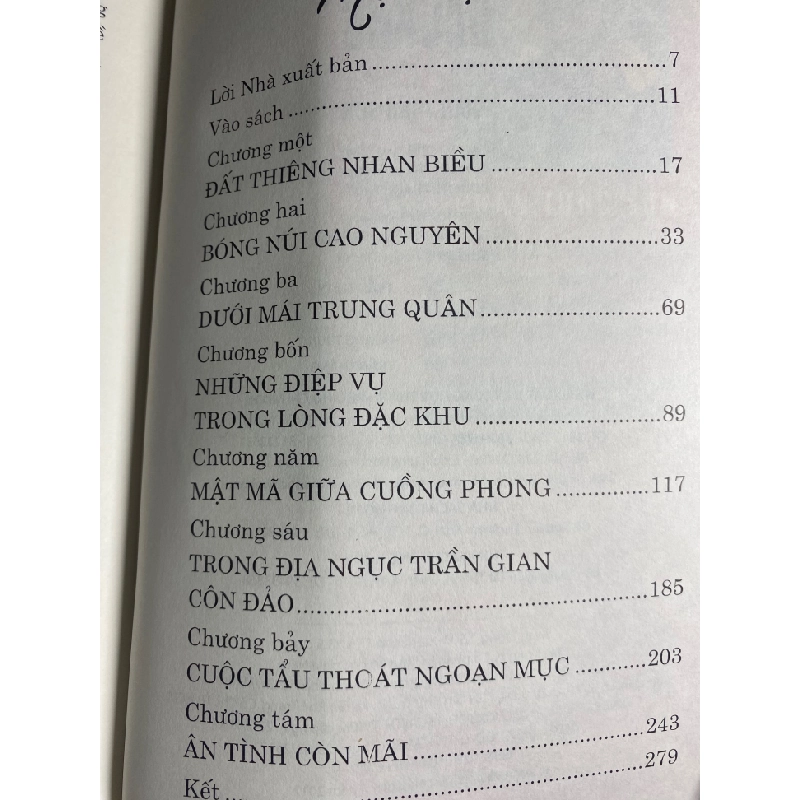 Lời Nhà xuất bản...............................................7
Vào sách..........................................................11
Chương một
ĐẤT THIÊNG NHAN BIỀU..........................17
Chương hai
BÓNG NÚI CAO NGUYÊN...........................33
Chương ba
DƯỚI MÁI TRUNG QUÂN............................69
Chương bốn
NHỮNG ĐIỆP VỤ
TRONG LÒNG ĐẶC KHU............................89
Chương năm
MẬT MÃ GIỮA CUỒNG PHONG..............117
Chương sáu
TRONG ĐỊA NGỤC TRẦN GIAN
CÔN ĐẢO....................................................185
Chương bảy
CUỘC TẨU THOÁT NGOẠN MỤC............203
Chương tám
ÂN TÌNH CÒN MÃI...................................243
Kết..............................................................279